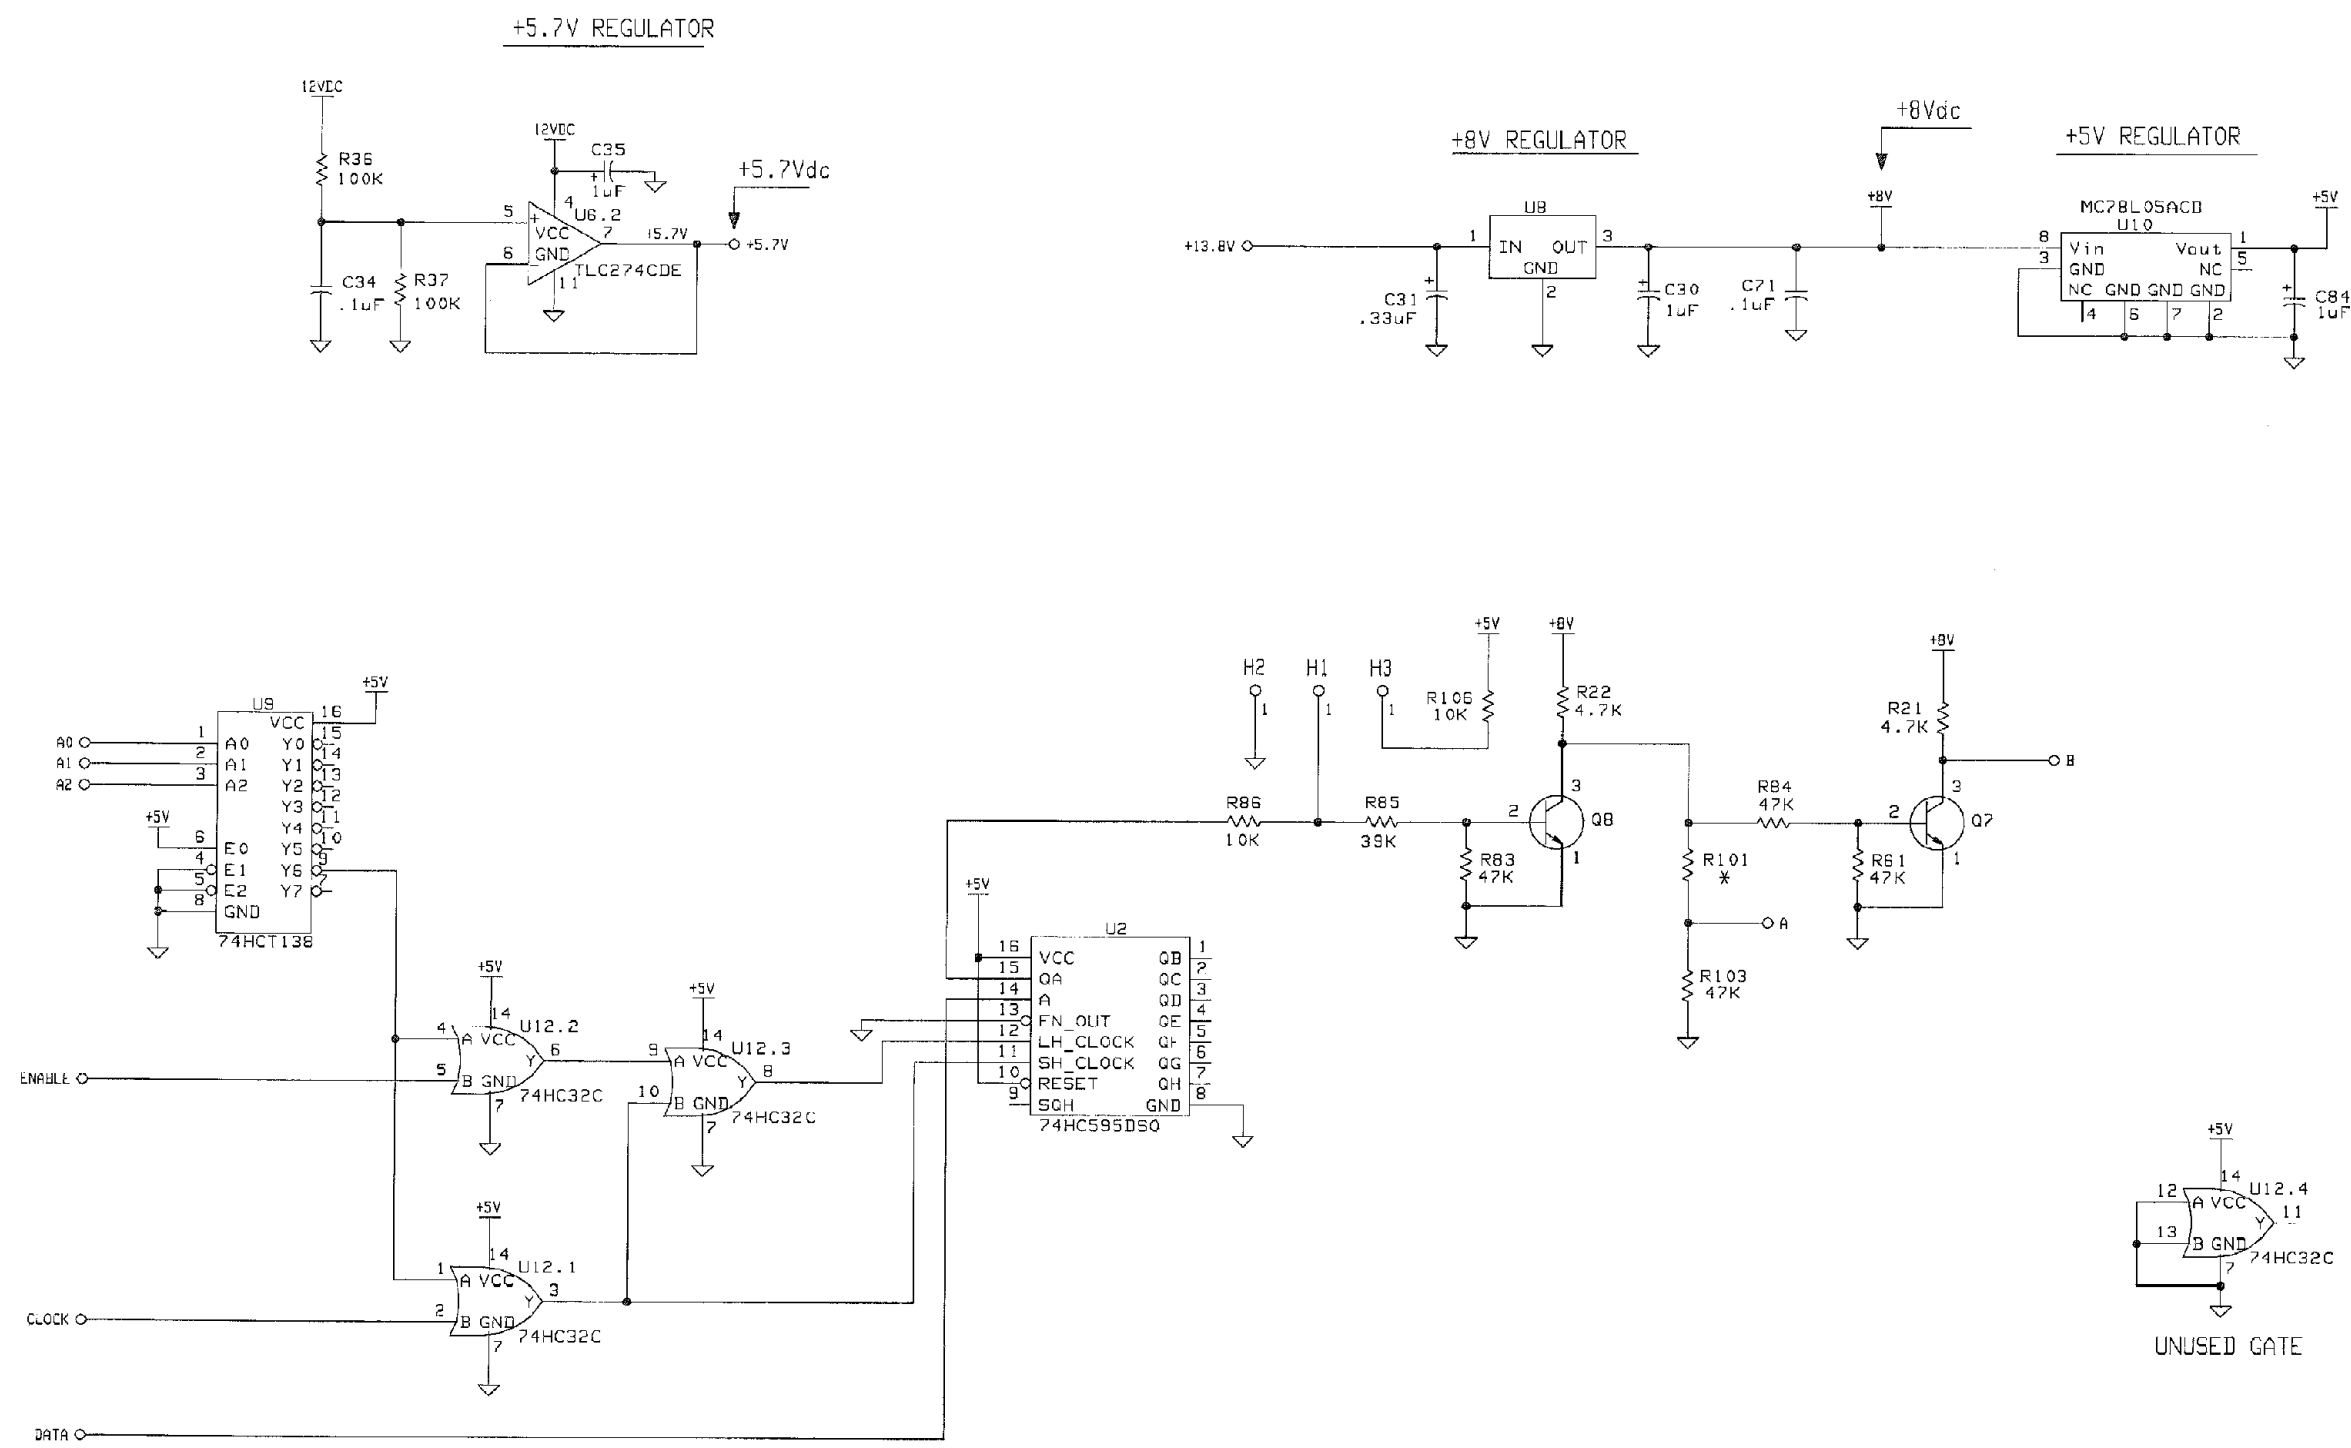 +5.7V REGULATOR
12VDC
R36
100K
C34
.1uF
R37
100K
12VDC
C35
+
1uF
5
+
VCC
4
U6.2
7
6
-
GND
11
TLC274CDE
+5.7V
+5.7Vdc
+5.7V
+8V REGULATOR
+13.8V
C31
+
.33uF
U8
1
IN
OUT
3
GND
2
+
C30
1uF
C71
.1uF
+8Vdc
+8V
+5V REGULATOR
MC78L05ACD
U10
8
Vin
Vout
1
3
GND
NC
5
NC GND GND GND
4
6
7
2
+5V
+
C84
1uF
A0
A1
A2
+5V
U9
+5V
VCC
16
1
A0
Y0
15
2
A1
Y1
14
3
A2
Y2
13
Y3
12
Y4
11
6
E0
Y5
10
4
E1
Y6
9
5
E2
Y7
7
8
GND
74HCT138
ENABLE
+5V
14
U12.2
4
A VCC
Y
6
5
B GND
7
74HC32C
+5V
14
U12.3
9
A VCC
Y
8
10
B GND
7
74HC32C
CLOCK
+5V
14
U12.1
1
A VCC
Y
3
2
B GND
7
74HC32C
DATA
+5V
U2
16
VCC
QB
1
15
QA
QC
2
14
A
QD
3
13
FN_OUT
QE
4
12
LH_CLOCK
QF
5
11
SH_CLOCK
QG
6
10
RESET
QH
7
9
SQH
GND
8
74HC595DSO
H2
1
H1
1
H3
1
+5V
R106
10K
+8V
R22
4.7K
R86
10K
R85
39K
R83
47K
2
3
1
Q8
R101
*
A
R103
47K
R84
47K
R61
47K
+8V
R21
4.7K
B
2
3
1
Q7
+5V
14
U12.4
12
A VCC
Y
11
13
B GND
7
74HC32C
UNUSED GATE